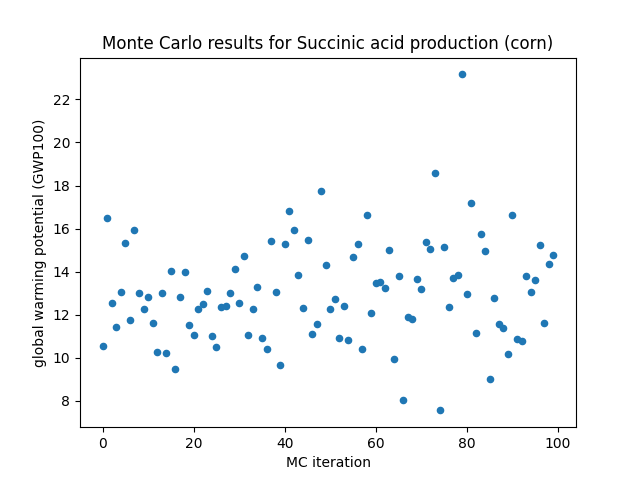 Monte Carlo results for Succinic acid production (corn)
global warming potential (GWP100)
22
20
18
16
14
12
10
8
0 20 40 60 80 100
MC iteration